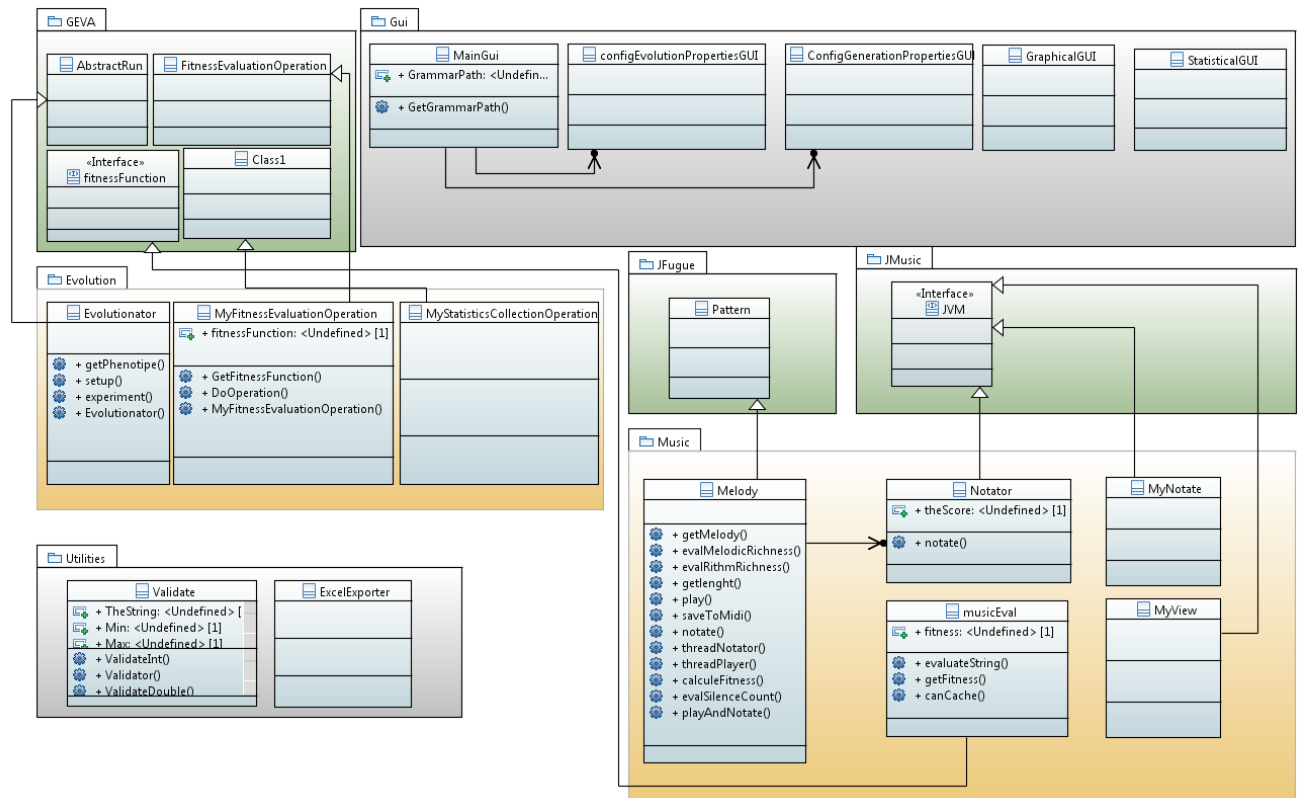 GEVA
AbstractRun
FitnessEvaluationOperation
«Interface»
fitnessFunction
Class1
Gui
MainGui
+ GrammarPath: <Undefin...
+ GetGrammarPath()
configEvolutionPropertiesGUI
ConfigGenerationPropertiesGUI
GraphicalGUI
StatisticalGUI
Evolution
Evolutionator
+ getPhenotipe()
+ setup()
+ experiment()
+ Evolutionator()
MyFitnessEvaluationOperation
+ fitnessFunction: <Undefined> [1]
+ GetFitnessFunction()
+ DoOperation()
+ MyFitnessEvaluationOperation()
MyStatisticsCollectionOperation
JFugue
Pattern
JMusic
«Interface»
JVM
Music
Melody
+ getMelody()
+ evalMelodicRichness()
+ evalRithmRichness()
+ getlenght()
+ play()
+ saveToMidi()
+ notate()
+ threadNotator()
+ threadPlayer()
+ calculeFitness()
+ evalSilenceCount()
+ playAndNotate()
Notator
+ theScore: <Undefined> [1]
+ notate()
MyNotate
musicEval
+ fitness: <Undefined> [1]
+ evaluateString()
+ getFitness()
+ canCache()
MyView
Utilities
Validate
+ TheString: <Undefined> [
+ Min: <Undefined> [1]
+ Max: <Undefined> [1]
+ ValidateInt()
+ Validator()
+ ValidateDouble()
ExcelExporter